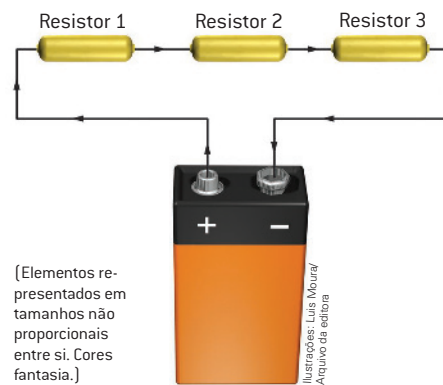 Resistor 1
Resistor 2
Resistor 3
+
–
(Elementos re-
presentados em
tamanhos não
proporcionais
entre si. Cores
fantasia.)
Ilustrações: Luis Moura/
Arquivo da editora